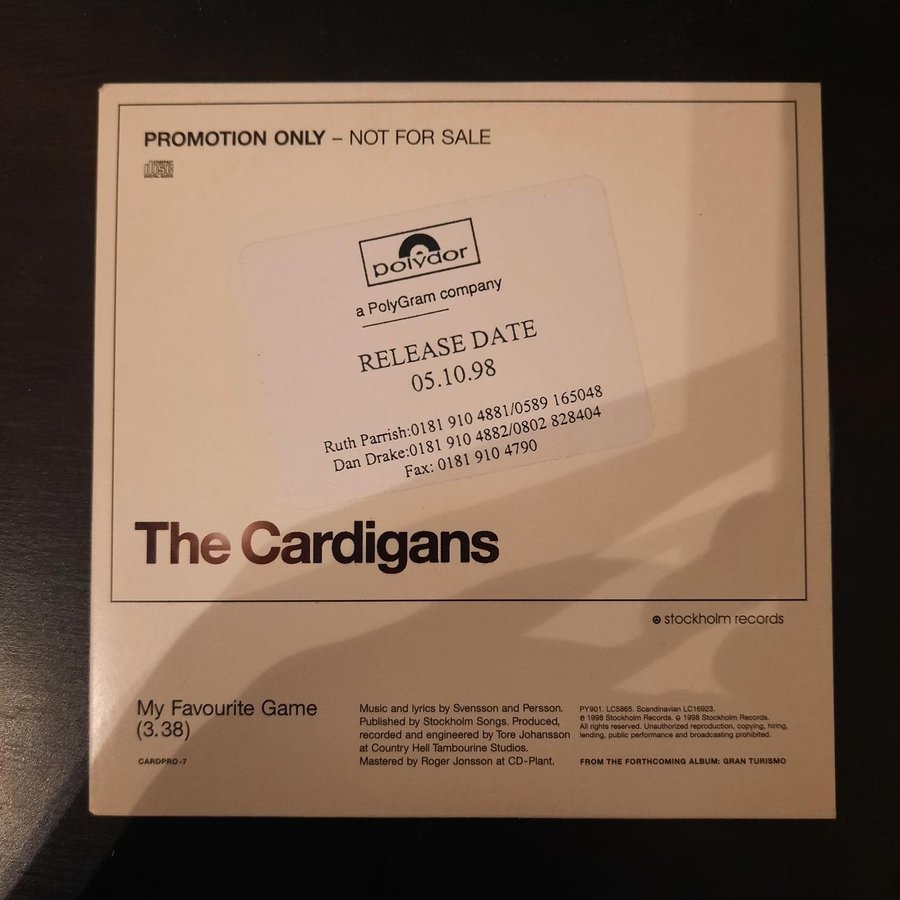 PROMOTION ONLY – NOT FOR SALE
disc
polydor
a PolyGram company
RELEASE DATE
05.10.98
Ruth Parrish:0181 910 4881/0589 165048
Dan Drake:0181 910 4882/0802 828404
Fax: 0181 910 4790
The Cardigans
stockholm records
My Favourite Game
(3.38)
CARDPRO-7
Music and lyrics by Svensson and Persson.
Published by Stockholm Songs. Produced,
recorded and engineered by Tore Johansson
at Country Hell Tambourine Studios.
Mastered by Roger Jonsson at CD-Plant.
PY901. LC5865. Scandinavian LC16923.
℗ 1998 Stockholm Records. © 1998 Stockholm Records.
All rights reserved. Unauthorized reproduction, copying, hiring,
lending, public performance and broadcasting prohibited.
FROM THE FORTHCOMING ALBUM: GRAN TURISMO